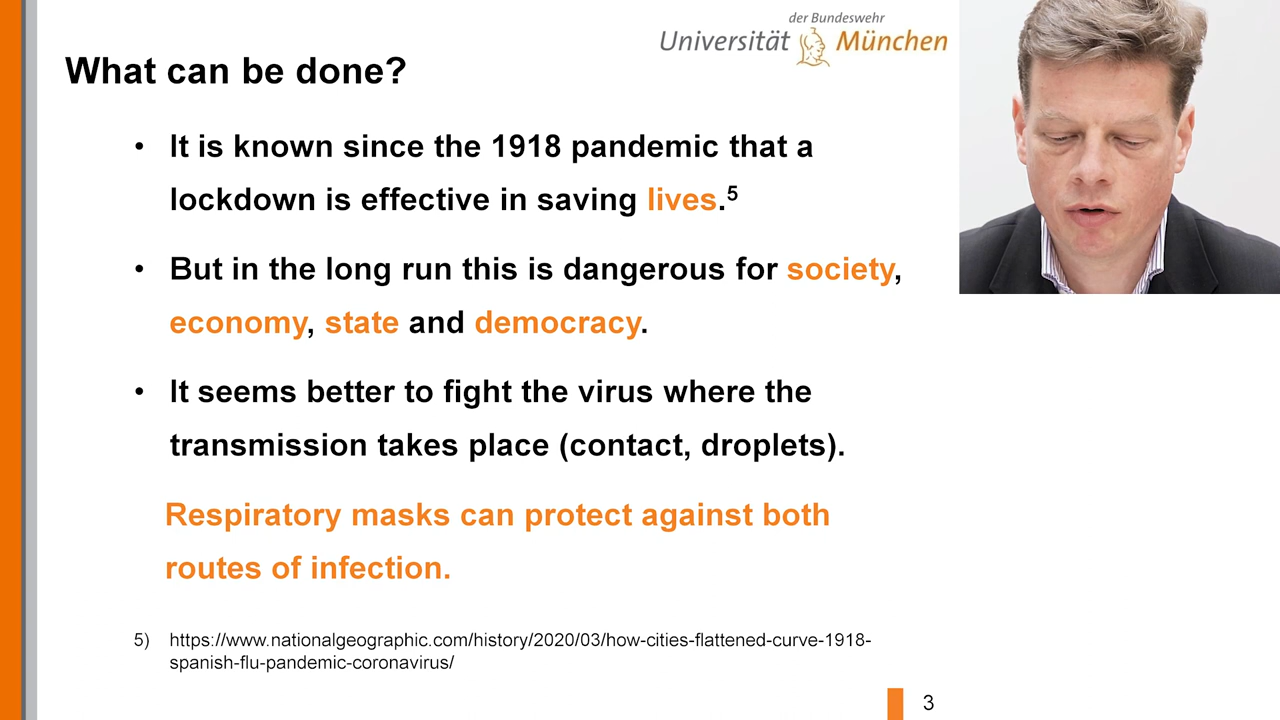 der Bundeswehr
Universität München
What can be done?
• It is known since the 1918 pandemic that a
lockdown is effective in saving lives.5
• But in the long run this is dangerous for society,
economy, state and democracy.
• It seems better to fight the virus where the
transmission takes place (contact, droplets).
Respiratory masks can protect against both
routes of infection.
5) https://www.nationalgeographic.com/history/2020/03/how-cities-flattened-curve-1918-
spanish-flu-pandemic-coronavirus/
3